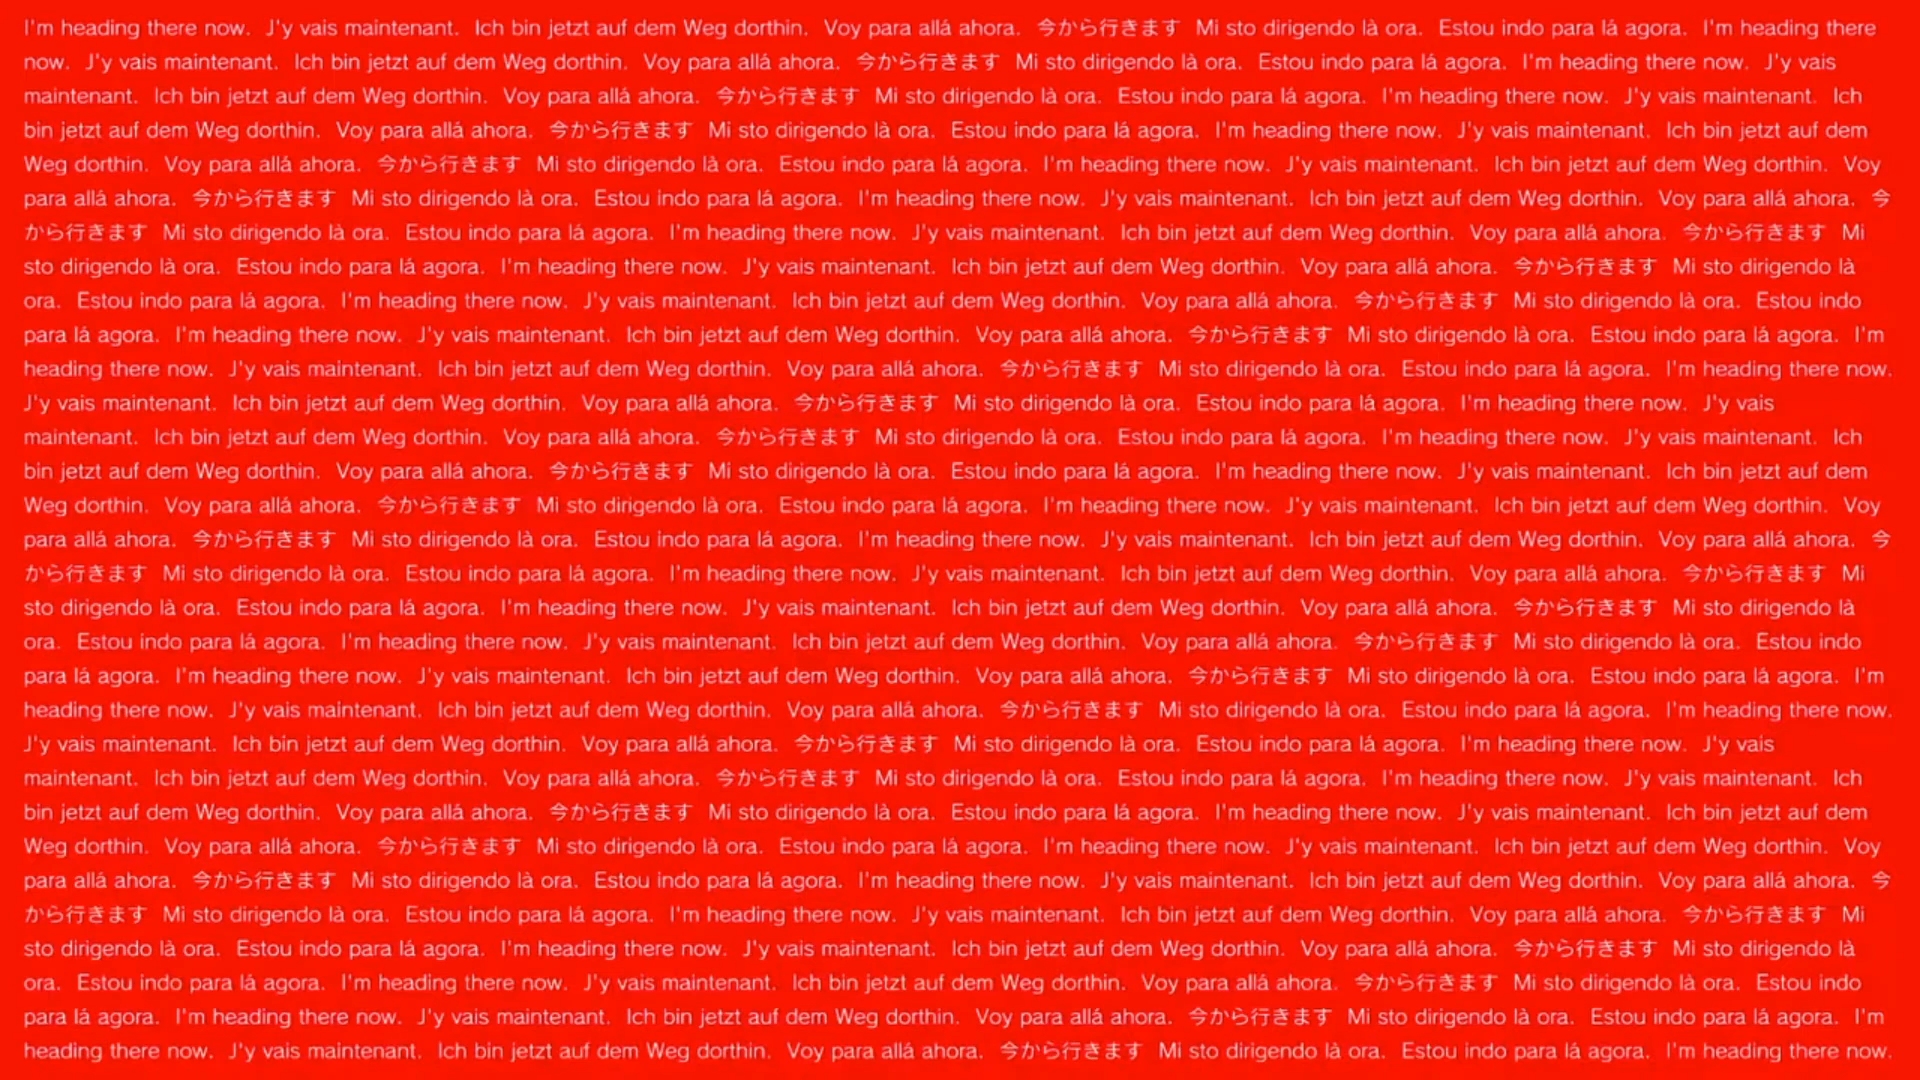 I'm heading there now. J'y vais maintenant. Ich bin jetzt auf dem Weg dorthin. Voy para allá ahora. 今から行きます Mi sto dirigendo là ora. Estou indo para lá agora. I'm heading there
now. J'y vais maintenant. Ich bin jetzt auf dem Weg dorthin. Voy para allá ahora. 今から行きます Mi sto dirigendo là ora. Estou indo para lá agora. I'm heading there now. J'y vais
maintenant. Ich bin jetzt auf dem Weg dorthin. Voy para allá ahora. 今から行きます Mi sto dirigendo là ora. Estou indo para lá agora. I'm heading there now. J'y vais maintenant. Ich
bin jetzt auf dem Weg dorthin. Voy para allá ahora. 今から行きます Mi sto dirigendo là ora. Estou indo para lá agora. I'm heading there now. J'y vais maintenant. Ich bin jetzt auf dem
Weg dorthin. Voy para allá ahora. 今から行きます Mi sto dirigendo là ora. Estou indo para lá agora. I'm heading there now. J'y vais maintenant. Ich bin jetzt auf dem Weg dorthin. Voy
para allá ahora. 今から行きます Mi sto dirigendo là ora. Estou indo para lá agora. I'm heading there now. J'y vais maintenant. Ich bin jetzt auf dem Weg dorthin. Voy para allá ahora. 今
から行きます Mi sto dirigendo là ora. Estou indo para lá agora. I'm heading there now. J'y vais maintenant. Ich bin jetzt auf dem Weg dorthin. Voy para allá ahora. 今から行きます Mi
sto dirigendo là ora. Estou indo para lá agora. I'm heading there now. J'y vais maintenant. Ich bin jetzt auf dem Weg dorthin. Voy para allá ahora. 今から行きます Mi sto dirigendo là
ora. Estou indo para lá agora. I'm heading there now. J'y vais maintenant. Ich bin jetzt auf dem Weg dorthin. Voy para allá ahora. 今から行きます Mi sto dirigendo là ora. Estou indo
para lá agora. I'm heading there now. J'y vais maintenant. Ich bin jetzt auf dem Weg dorthin. Voy para allá ahora. 今から行きます Mi sto dirigendo là ora. Estou indo para lá agora. I'm
heading there now. J'y vais maintenant. Ich bin jetzt auf dem Weg dorthin. Voy para allá ahora. 今から行きます Mi sto dirigendo là ora. Estou indo para lá agora. I'm heading there now.
J'y vais maintenant. Ich bin jetzt auf dem Weg dorthin. Voy para allá ahora. 今から行きます Mi sto dirigendo là ora. Estou indo para lá agora. I'm heading there now. J'y vais
maintenant. Ich bin jetzt auf dem Weg dorthin. Voy para allá ahora. 今から行きます Mi sto dirigendo là ora. Estou indo para lá agora. I'm heading there now. J'y vais maintenant. Ich
bin jetzt auf dem Weg dorthin. Voy para allá ahora. 今から行きます Mi sto dirigendo là ora. Estou indo para lá agora. I'm heading there now. J'y vais maintenant. Ich bin jetzt auf dem
Weg dorthin. Voy para allá ahora. 今から行きます Mi sto dirigendo là ora. Estou indo para lá agora. I'm heading there now. J'y vais maintenant. Ich bin jetzt auf dem Weg dorthin. Voy
para allá ahora. 今から行きます Mi sto dirigendo là ora. Estou indo para lá agora. I'm heading there now. J'y vais maintenant. Ich bin jetzt auf dem Weg dorthin. Voy para allá ahora. 今
から行きます Mi sto dirigendo là ora. Estou indo para lá agora. I'm heading there now. J'y vais maintenant. Ich bin jetzt auf dem Weg dorthin. Voy para allá ahora. 今から行きます Mi
sto dirigendo là ora. Estou indo para lá agora. I'm heading there now. J'y vais maintenant. Ich bin jetzt auf dem Weg dorthin. Voy para allá ahora. 今から行きます Mi sto dirigendo là
ora. Estou indo para lá agora. I'm heading there now. J'y vais maintenant. Ich bin jetzt auf dem Weg dorthin. Voy para allá ahora. 今から行きます Mi sto dirigendo là ora. Estou indo
para lá agora. I'm heading there now. J'y vais maintenant. Ich bin jetzt auf dem Weg dorthin. Voy para allá ahora. 今から行きます Mi sto dirigendo là ora. Estou indo para lá agora. I'm
heading there now. J'y vais maintenant. Ich bin jetzt auf dem Weg dorthin. Voy para allá ahora. 今から行きます Mi sto dirigendo là ora. Estou indo para lá agora. I'm heading there now.
J'y vais maintenant. Ich bin jetzt auf dem Weg dorthin. Voy para allá ahora. 今から行きます Mi sto dirigendo là ora. Estou indo para lá agora. I'm heading there now. J'y vais
maintenant. Ich bin jetzt auf dem Weg dorthin. Voy para allá ahora. 今から行きます Mi sto dirigendo là ora. Estou indo para lá agora. I'm heading there now. J'y vais maintenant. Ich
bin jetzt auf dem Weg dorthin. Voy para allá ahora. 今から行きます Mi sto dirigendo là ora. Estou indo para lá agora. I'm heading there now. J'y vais maintenant. Ich bin jetzt auf dem
Weg dorthin. Voy para allá ahora. 今から行きます Mi sto dirigendo là ora. Estou indo para lá agora. I'm heading there now. J'y vais maintenant. Ich bin jetzt auf dem Weg dorthin. Voy
para allá ahora. 今から行きます Mi sto dirigendo là ora. Estou indo para lá agora. I'm heading there now. J'y vais maintenant. Ich bin jetzt auf dem Weg dorthin. Voy para allá ahora. 今
から行きます Mi sto dirigendo là ora. Estou indo para lá agora. I'm heading there now. J'y vais maintenant. Ich bin jetzt auf dem Weg dorthin. Voy para allá ahora. 今から行きます Mi
sto dirigendo là ora. Estou indo para lá agora. I'm heading there now. J'y vais maintenant. Ich bin jetzt auf dem Weg dorthin. Voy para allá ahora. 今から行きます Mi sto dirigendo là
ora. Estou indo para lá agora. I'm heading there now. J'y vais maintenant. Ich bin jetzt auf dem Weg dorthin. Voy para allá ahora. 今から行きます Mi sto dirigendo là ora. Estou indo
para lá agora. I'm heading there now. J'y vais maintenant. Ich bin jetzt auf dem Weg dorthin. Voy para allá ahora. 今から行きます Mi sto dirigendo là ora. Estou indo para lá agora. I'm
heading there now. J'y vais maintenant. Ich bin jetzt auf dem Weg dorthin. Voy para allá ahora. 今から行きます Mi sto dirigendo là ora. Estou indo para lá agora. I'm heading there now.